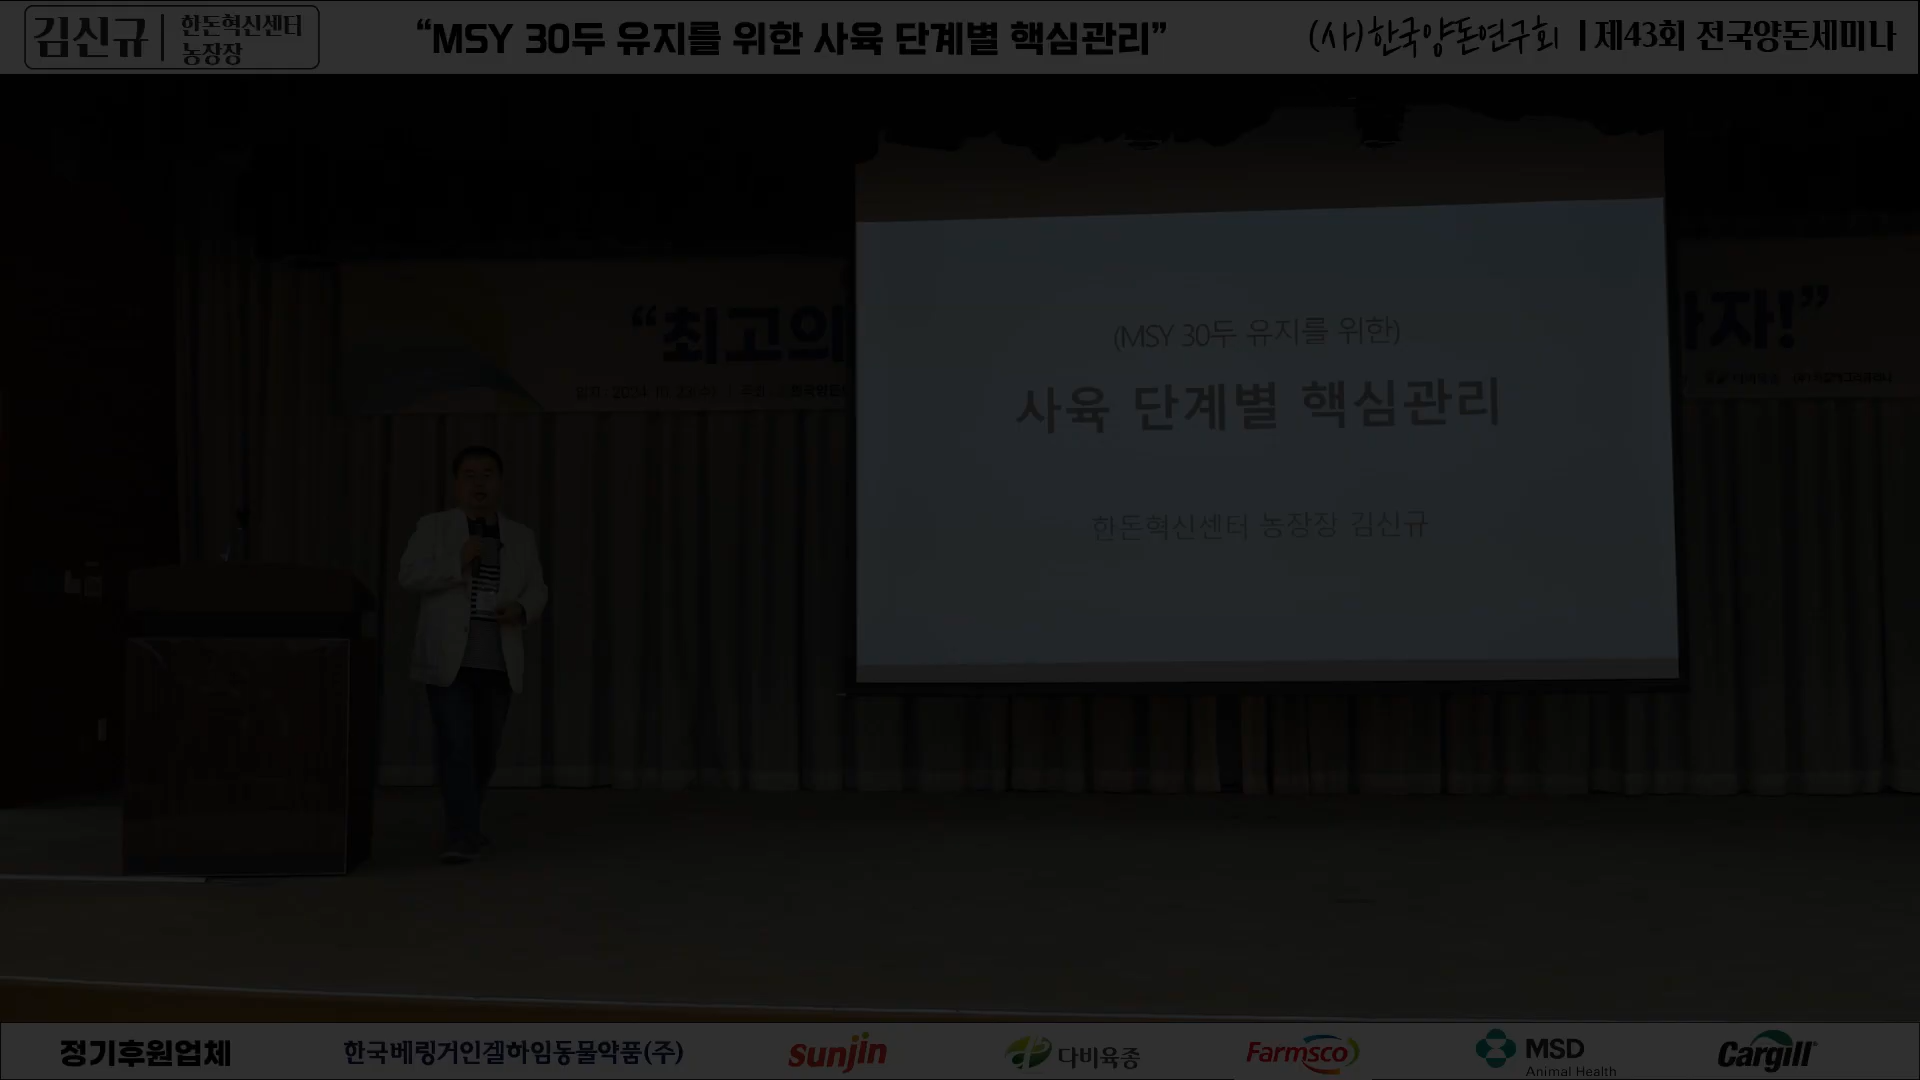 김신규
한돈혁신센터
농장장
“MSY 30두 유지를 위한 사육 단계별 핵심관리”
(사)한국양돈연구회 | 제43회 전국양돈세미나
“최고의
자!”
(MSY 30두 유지를 위한)
사육 단계별 핵심관리
한돈혁신센터 농장장 김신규
정기후원업체
한국베링거인겔하임동물약품(주)
Sunjin
다비육종
Farmsco
MSD
Animal Health
Cargill